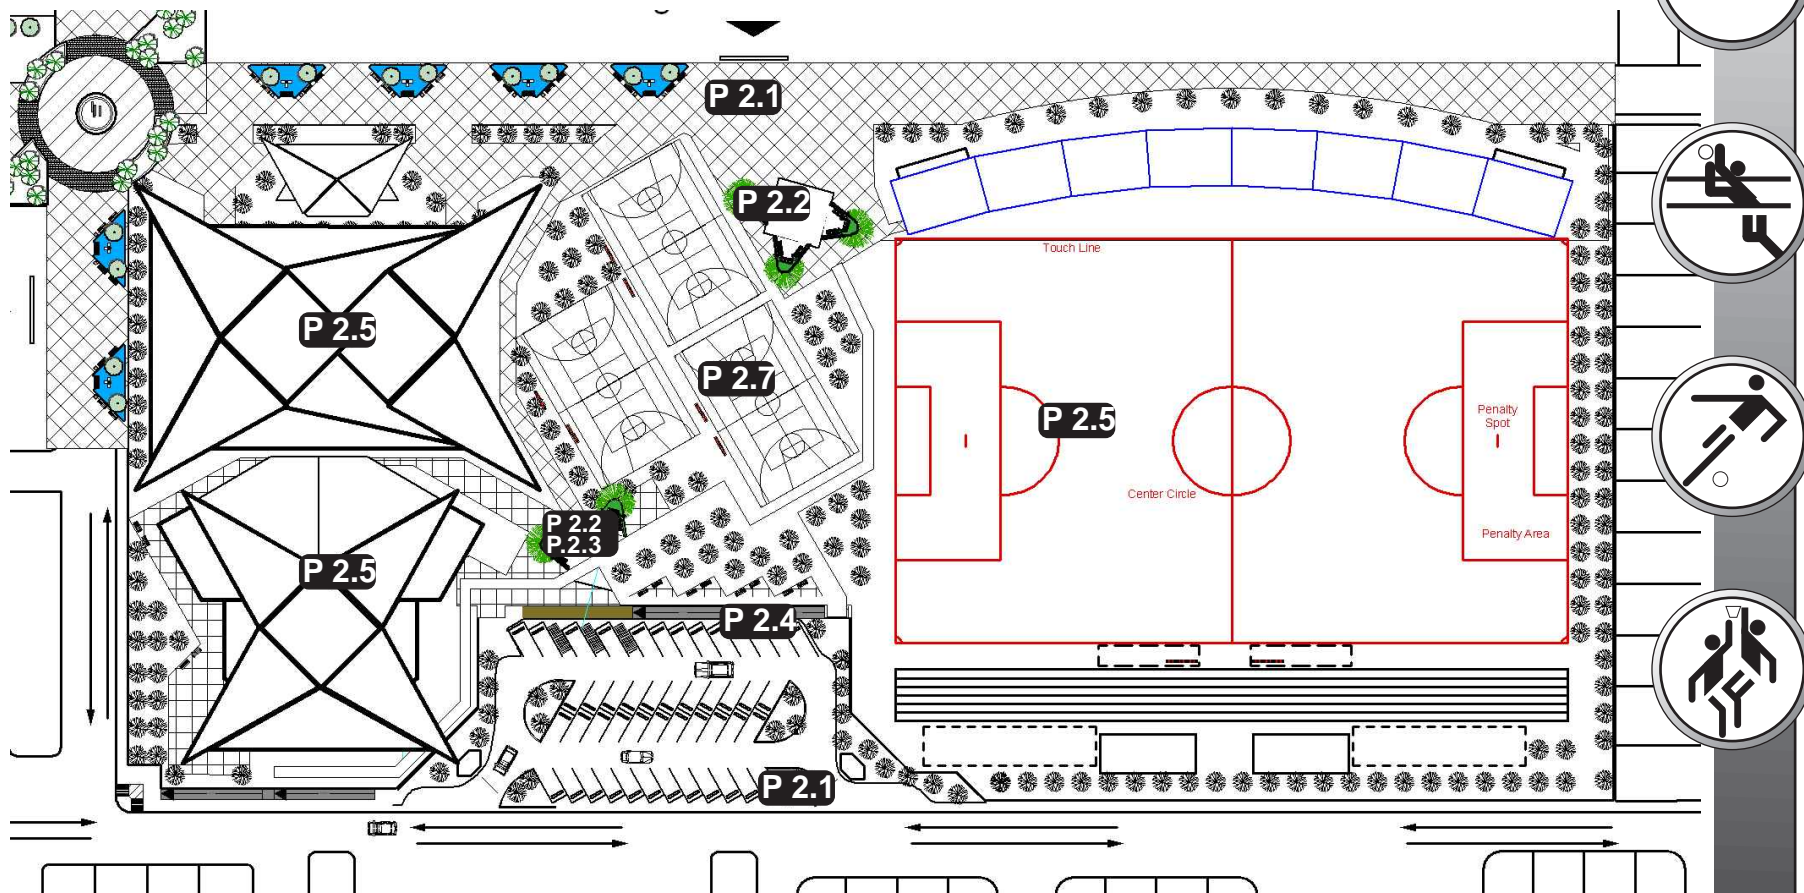 P 2.1
P 2.2
Touch Line
P 2.5
P 2.7
P 2.5
Penalty
Spot
Center Circle
P 2.2
P.2.3
Penalty Area
P 2.5
P 2.4
P 2.1